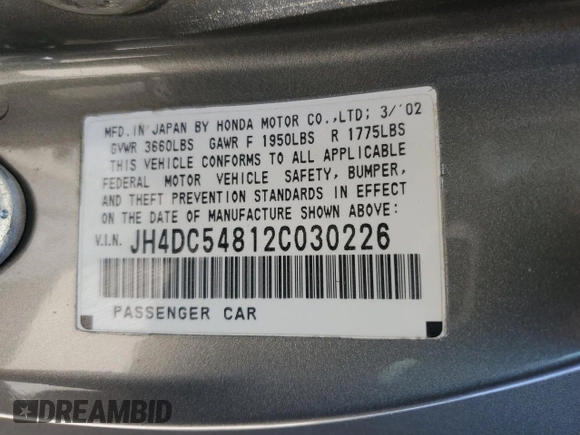 MFD.IN JAPAN BY HONDA MOTOR CO.,LTD; 3/'02
GVWR 3660LBS GAWR F 1950LBS R 1775LBS
THIS VEHICLE CONFORMS TO ALL APPLICABLE
FEDERAL MOTOR VEHICLE SAFETY, BUMPER,
AND THEFT PREVENTION STANDARDS IN EFFECT
ON THE DATE OF MANUFACTURE SHOWN ABOVE:
V.I.N. JH4DC54812C030226
PASSENGER CAR
DREAMBID